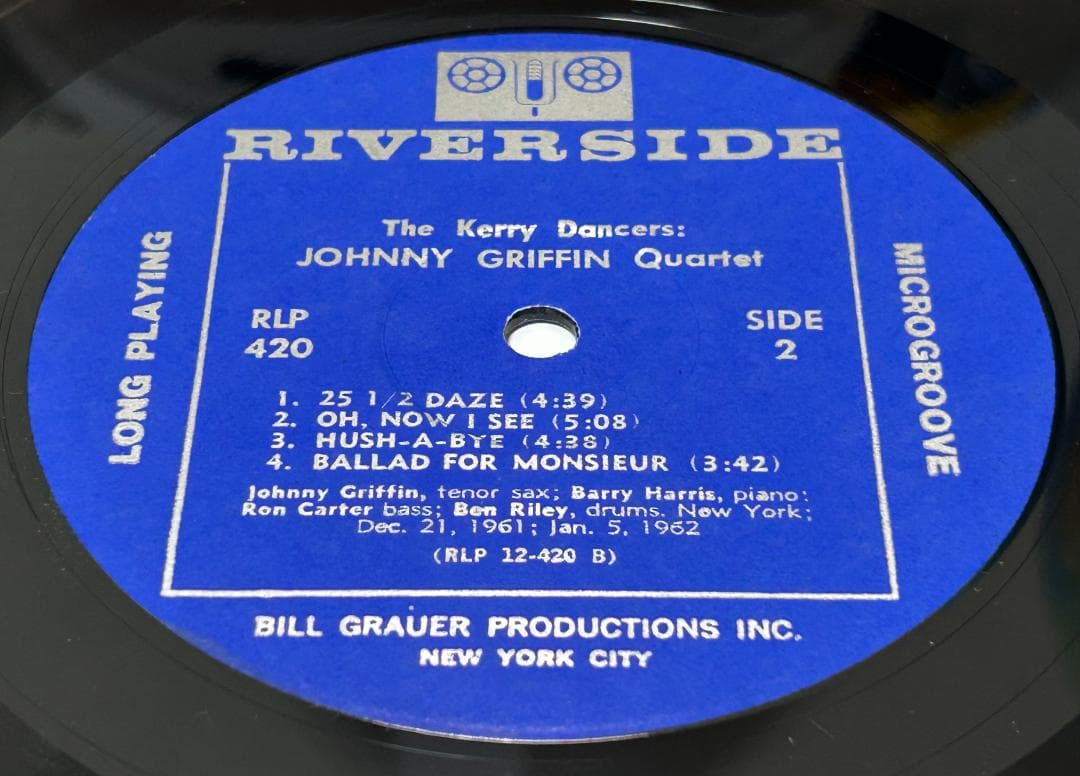 RIVERSIDE
The Kerry Dancers:
JOHNNY GRIFFIN Quartet
RLP
420
SIDE
2
LONG PLAYING
MICROGROOVE
1. 25 1/2 DAZE (4:39)
2. OH, NOW I SEE (5:08)
3. HUSH-A-BYE (4:38)
4. BALLAD FOR MONSIEUR (3:42)
Johnny Griffin, tenor sax; Barry Harris, piano;
Ron Carter bass; Ben Riley, drums. New York;
Dec. 21, 1961; Jan. 5, 1962
(RLP 12-420 B)
BILL GRAUER PRODUCTIONS INC.
NEW YORK CITY